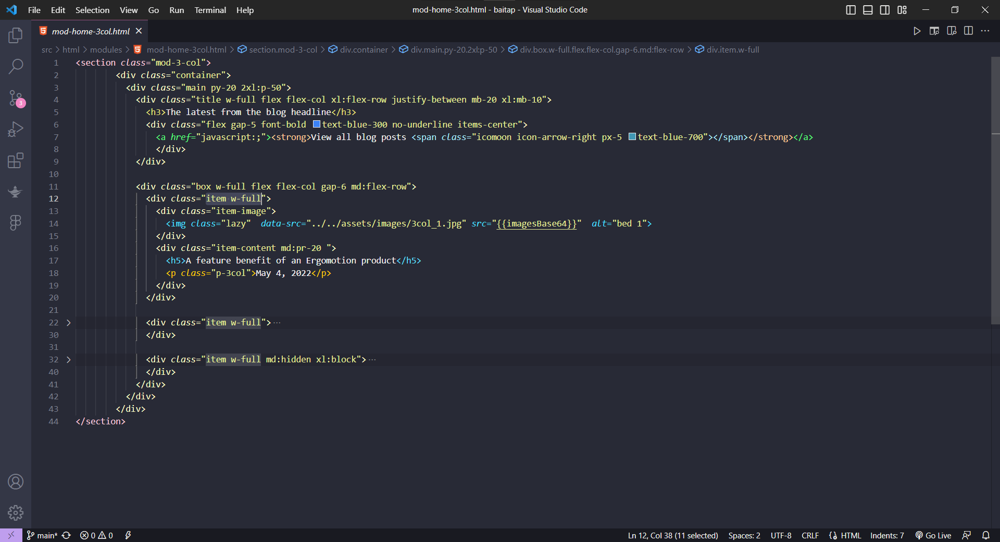 File Edit Selection View Go Run Terminal Help mod-home-3col.html - baitap - Visual Studio Code
mod-home-3col.html
src > html > modules > mod-home-3col.html > section.mod-3-col > div.container > div.main.py-20.2xl:p-50 > div.box.w-full.flex.flex-col.gap-6.md:flex-row > div.item.w-full
3
1 <section class="mod-3-col">
2 <div class="container">
3 <div class="main py-20 2xl:p-50">
4 <div class="title w-full flex flex-col xl:flex-row justify-between mb-20 xl:mb-10">
5 <h3>The latest from the blog headline</h3>
6 <div class="flex gap-5 font-bold text-blue-300 no-underline items-center">
7 <a href="javascript:;"><strong>View all blog posts <span class="icomoon icon-arrow-right px-5 text-blue-700"></span></strong></a>
8 </div>
9 </div>
10
11 <div class="box w-full flex flex-col gap-6 md:flex-row">
12 <div class="item w-full">
13 <div class="item-image">
14 <img class="lazy"  data-src="../../assets/images/3col_1.jpg" src="{{imagesBase64}}"  alt="bed 1">
15 </div>
16 <div class="item-content md:pr-20 ">
17 <h5>A feature benefit of an Ergomotion product</h5>
18 <p class="p-3col">May 4, 2022</p>
19 </div>
20 </div>
21
22 <div class="item w-full">···
30 </div>
31
32 <div class="item w-full md:hidden xl:block">···
40 </div>
41 </div>
42 </div>
43 </div>
44 </section>
main* 0 0 Ln 12, Col 38 (11 selected) Spaces: 2 UTF-8 CRLF HTML Indents: 7 Go Live